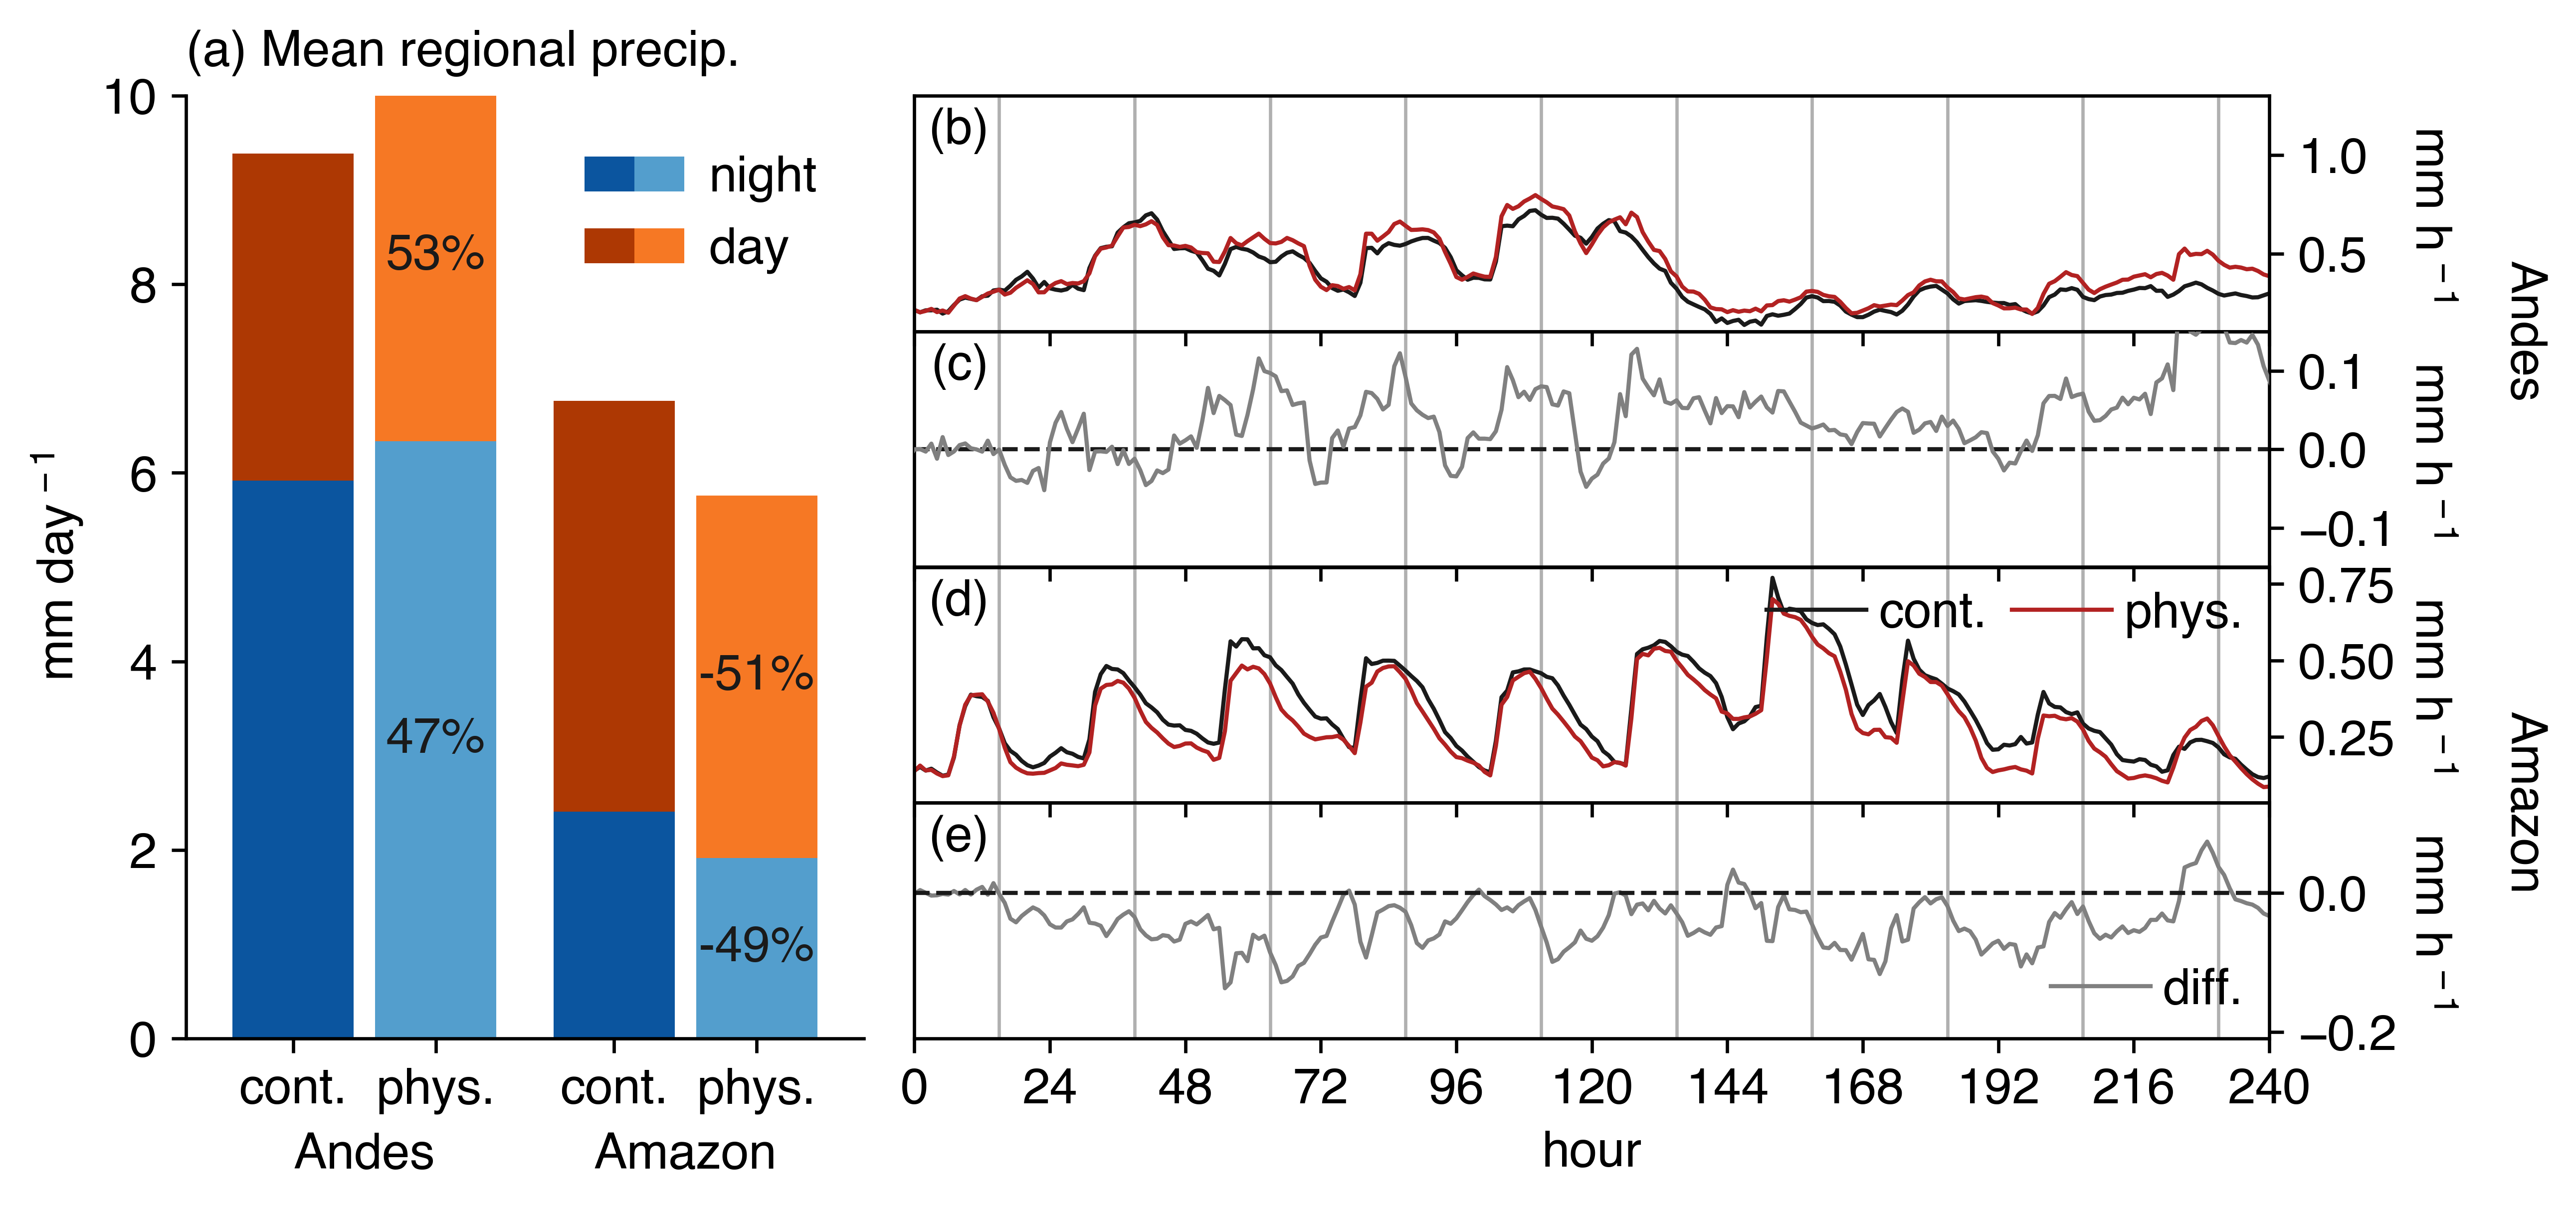 (a) Mean regional precip.
10
8
6
4
2
0
mm day⁻¹
night
day
53%
47%
-51%
-49%
cont. phys. cont. phys.
Andes Amazon
(b)
1.0
0.5
mm h⁻¹
(c)
0.1
0.0
−0.1
mm h⁻¹
Andes
(d)
cont. phys.
0.75
0.50
0.25
mm h⁻¹
(e)
diff.
0.0
−0.2
mm h⁻¹
Amazon
0 24 48 72 96 120 144 168 192 216 240
hour